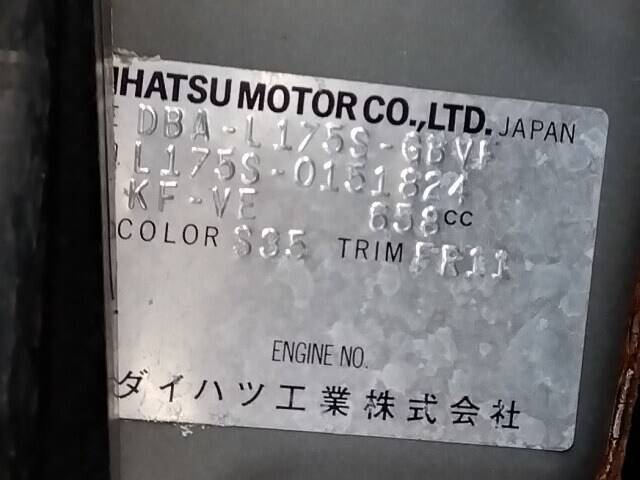 IHATSU MOTOR CO.,LTD. JAPAN
DBA-L175S-GBVF
L175S-0151824
KF-VE 658cc
COLOR S35 TRIM FR11
ENGINE NO.
ダイハツ工業株式会社